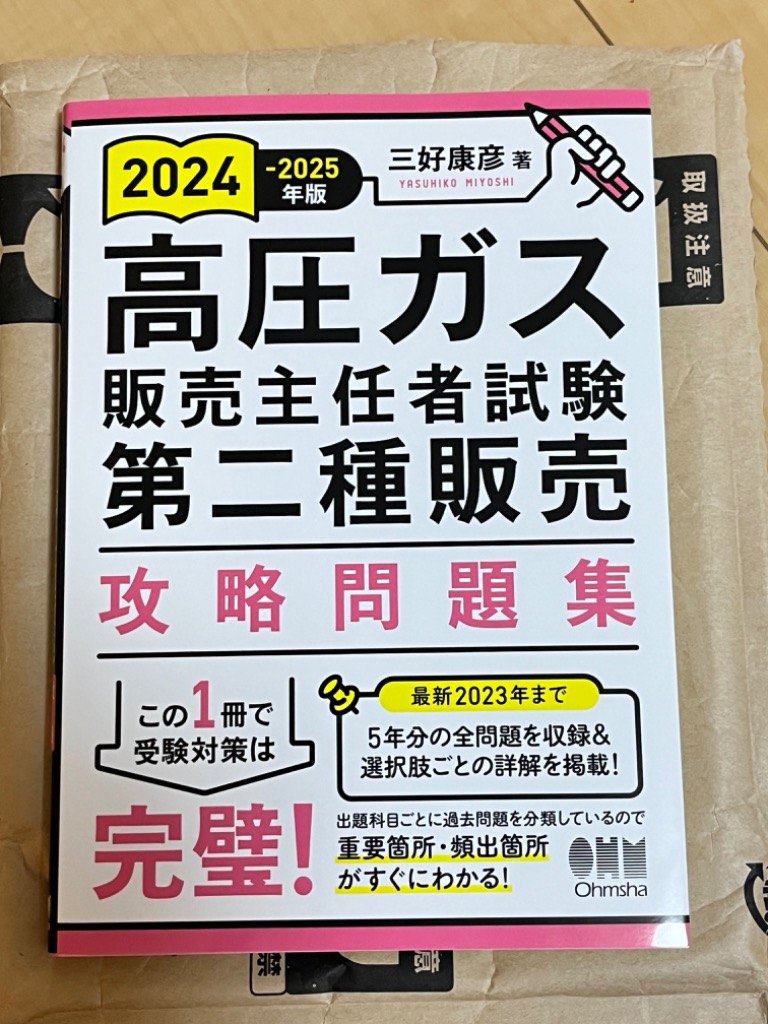 2024
-2025
年版
三好康彦 著
YASUHIKO MIYOSHI
高圧ガス
販売主任者試験
第二種販売
攻略問題集
この1冊で
受験対策は
完璧!
最新2023年まで
5年分の全問題を収録&
選択肢ごとの詳解を掲載!
出題科目ごとに過去問題を分類しているので
重要箇所・頻出箇所
がすぐにわかる!
OHM
Ohmsha
取扱注意